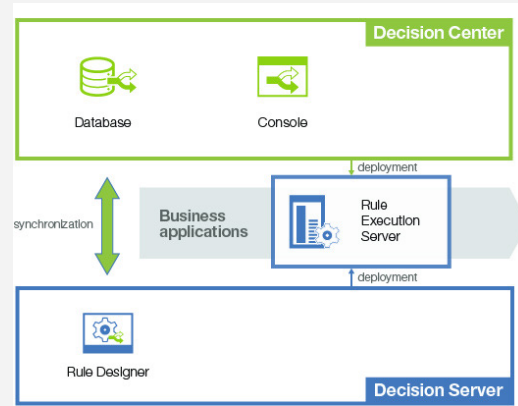 Decision Center
Database
Console
deployment
synchronization
Business
applications
Rule
Execution
Server
deployment
Rule Designer
Decision Server